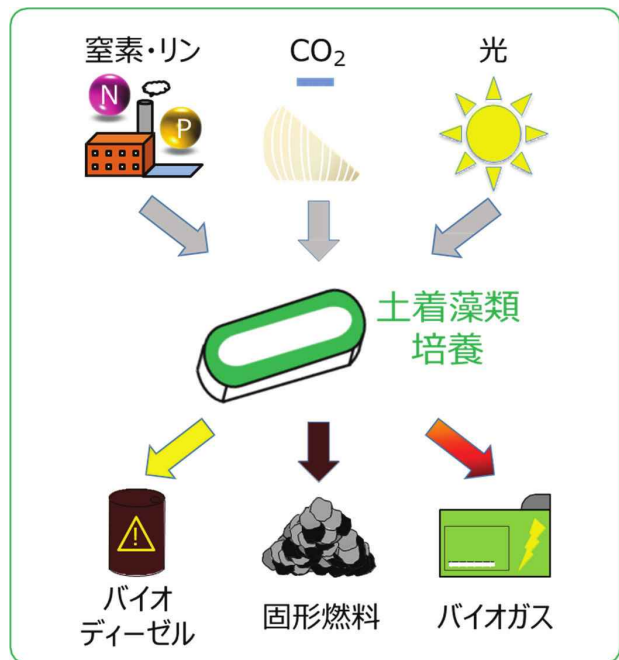 窒素・リン
CO₂
光
N
P
土着藻類
培養
バイオ
ディーゼル
固形燃料
バイオガス